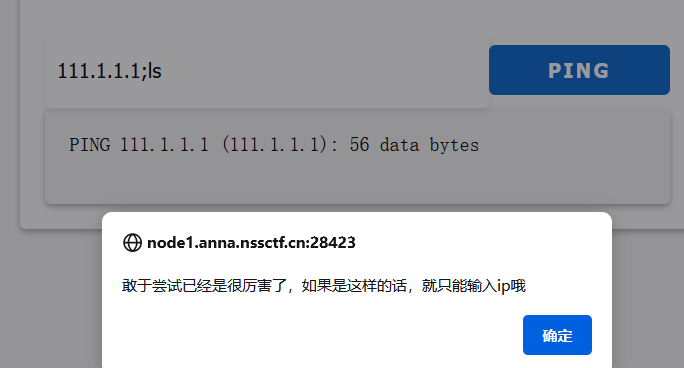 111.1.1.1;ls
PING
PING 111.1.1.1 (111.1.1.1): 56 data bytes
node1.anna.nssctf.cn:28423
敢于尝试已经是很厉害了，如果是这样的话，就只能输入ip哦
确定